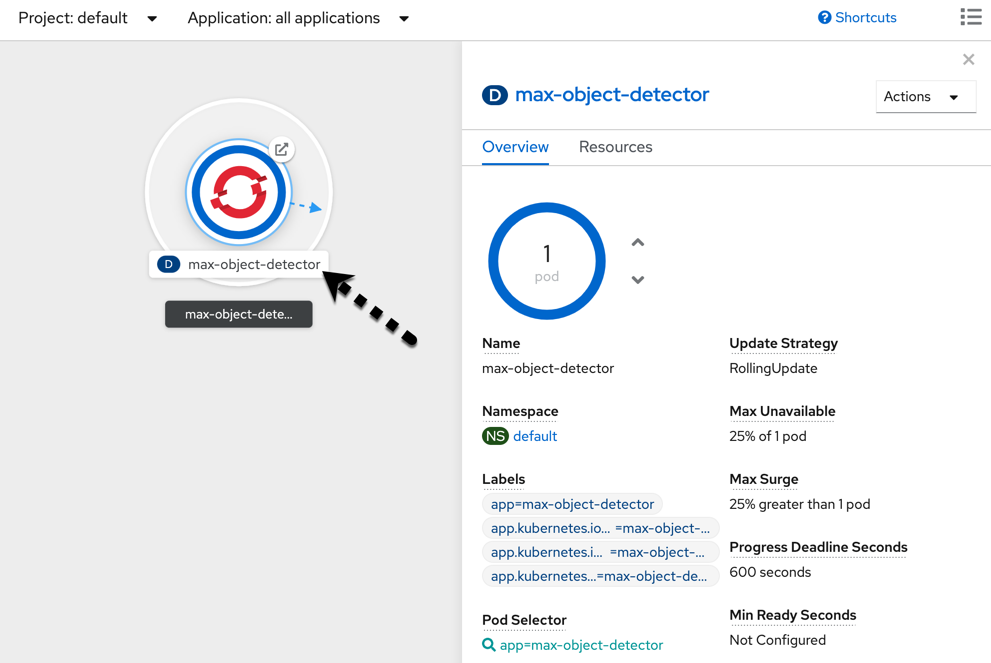 Project: default
Application: all applications
Shortcuts
D max-object-detector
max-object-dete...
D max-object-detector
Actions
Overview
Resources
1
pod
Name
max-object-detector
Namespace
NS default
Labels
app=max-object-detector
app.kubernetes.io... =max-object-...
app.kubernetes.i... =max-object-...
app.kubernetes...=max-object-de...
Pod Selector
app=max-object-detector
Update Strategy
RollingUpdate
Max Unavailable
25% of 1 pod
Max Surge
25% greater than 1 pod
Progress Deadline Seconds
600 seconds
Min Ready Seconds
Not Configured